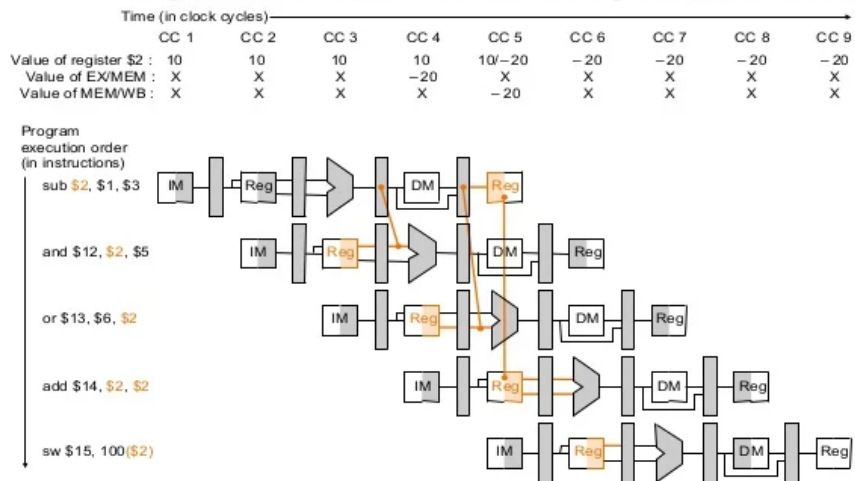 Time (in clock cycles)
CC 1 CC 2 CC 3 CC 4 CC 5 CC 6 CC 7 CC 8 CC 9
Value of register $2 : 10 10 10 10 10/–20 –20 –20 –20 –20
Value of EX/MEM : X X X –20 X X X X X
Value of MEM/WB : X X X X –20 X X X X
Program
execution order
(in instructions)
sub $2, $1, $3 IM Reg DM Reg
and $12, $2, $5 IM Reg DM Reg
or $13, $6, $2 IM Reg DM Reg
add $14, $2, $2 IM Reg DM Reg
sw $15, 100($2) IM Reg DM Reg